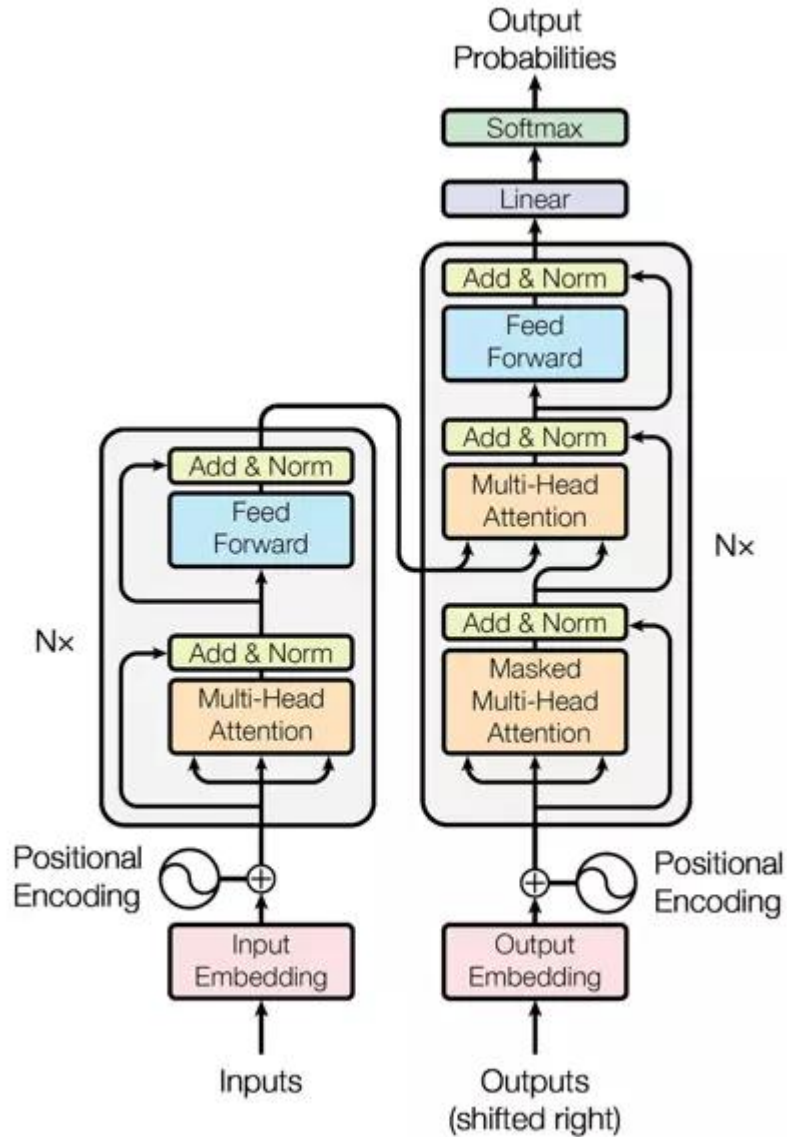 Output
Probabilities
Softmax
Linear
Add & Norm
Feed
Forward
Add & Norm
Multi-Head
Attention
Nx
Add & Norm
Masked
Multi-Head
Attention
Add & Norm
Feed
Forward
Nx
Add & Norm
Multi-Head
Attention
Positional
Encoding
Positional
Encoding
Input
Embedding
Output
Embedding
Inputs
Outputs
(shifted right)